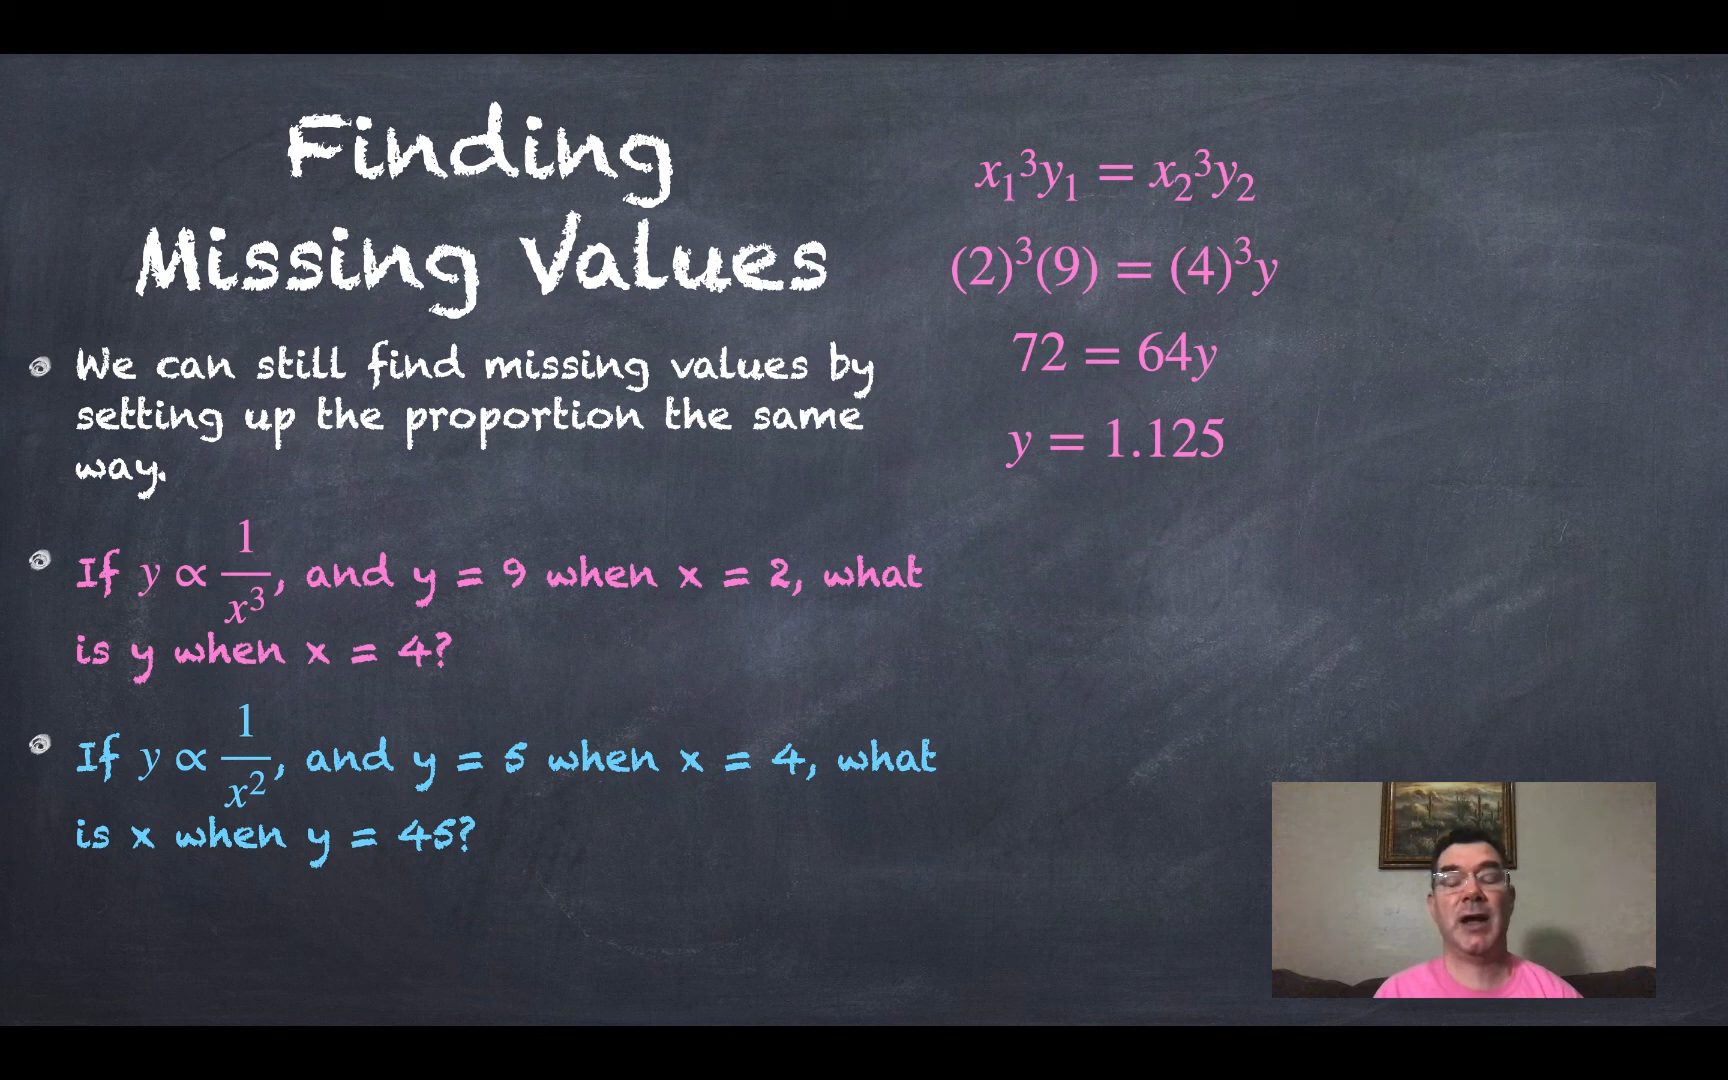 Finding
Missing Values
We can still find missing values by
setting up the proportion the same
way.
If y ∝ 1/x³, and y = 9 when x = 2, what
is y when x = 4?
If y ∝ 1/x², and y = 5 when x = 4, what
is x when y = 45?
x₁³y₁ = x₂³y₂
(2)³(9) = (4)³y
72 = 64y
y = 1.125